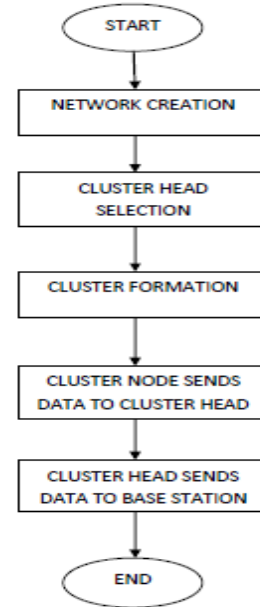 START
NETWORK CREATION
CLUSTER HEAD
SELECTION
CLUSTER FORMATION
CLUSTER NODE SENDS
DATA TO CLUSTER HEAD
CLUSTER HEAD SENDS
DATA TO BASE STATION
END